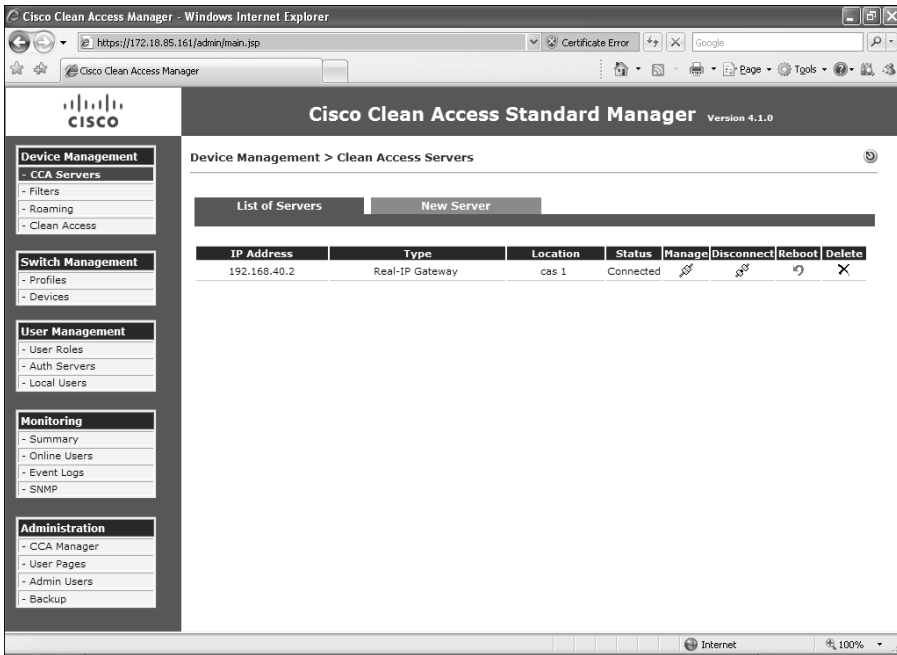 Cisco Clean Access Manager - Windows Internet Explorer
https://172.18.85.161/admin/main.jsp
Certificate Error
Google
Cisco Clean Access Manager
Page
Tools
CISCO
Cisco Clean Access Standard Manager Version 4.1.0
Device Management
- CCA Servers
- Filters
- Roaming
- Clean Access
Switch Management
- Profiles
- Devices
User Management
- User Roles
- Auth Servers
- Local Users
Monitoring
- Summary
- Online Users
- Event Logs
- SNMP
Administration
- CCA Manager
- User Pages
- Admin Users
- Backup
Device Management > Clean Access Servers
List of Servers New Server
IP Address Type Location Status Manage Disconnect Reboot Delete
192.168.40.2 Real-IP Gateway cas 1 Connected
Internet
100%